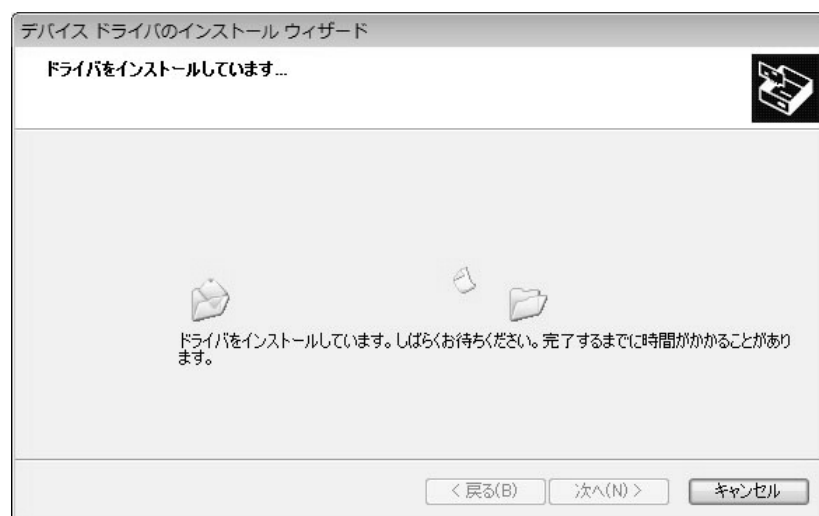 デバイス ドライバのインストール ウィザード
ドライバをインストールしています...
ドライバをインストールしています。しばらくお待ちください。完了するまでに時間がかかることがあり
ます。
< 戻る(B)
次へ(N) >
キャンセル